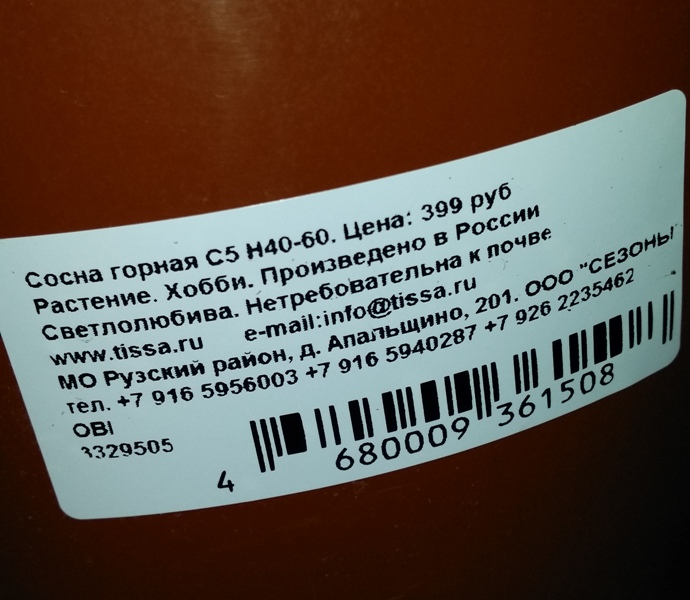 Сосна горная С5 Н40-60. Цена: 399 руб
Растение. Хобби. Произведено в России
Светлолюбива. Нетребовательна к почве
www.tissa.ru e-mail:info@tissa.ru
МО Рузский район, д. Апальщино, 201. ООО "СЕЗОНЫ
тел. +7 916 5956003 +7 916 5940287 +7 926 2235462
OBI
3329505
4 680009 361508